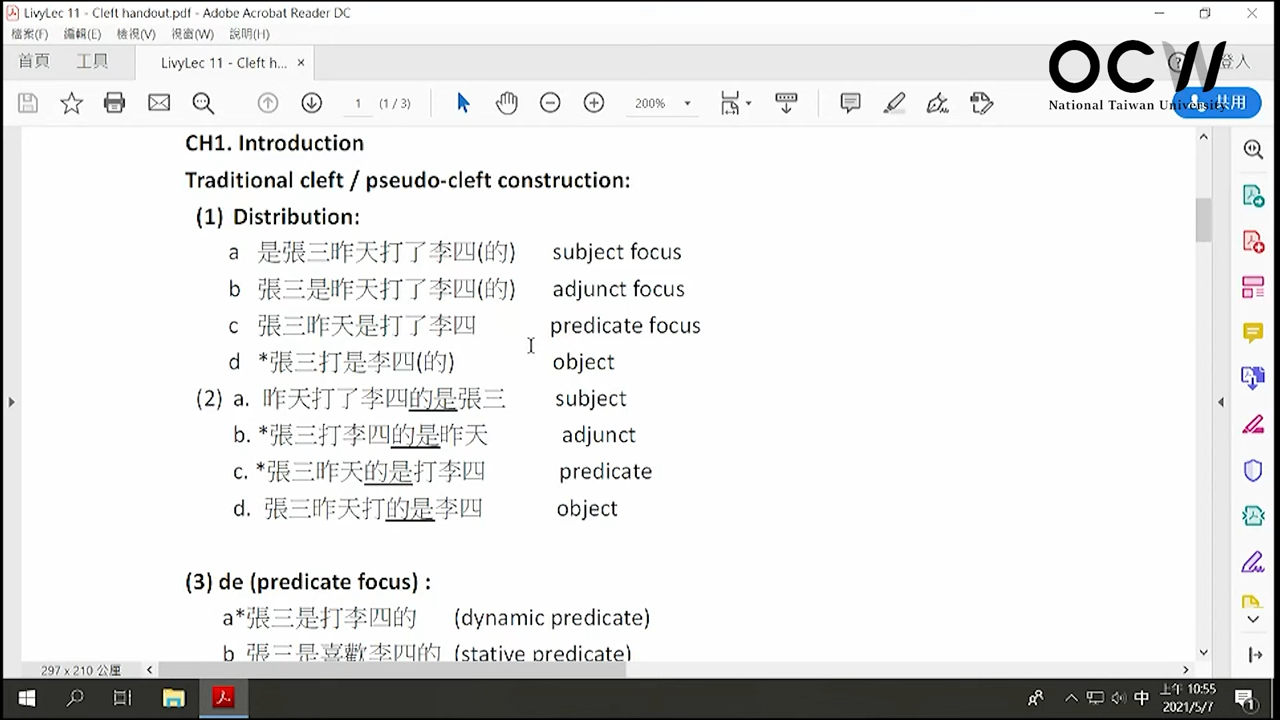 LivyLec 11 - Cleft handout.pdf - Adobe Acrobat Reader DC
檔案(F) 編輯(E) 檢視(V) 視窗(W) 說明(H)
首頁 工具 LivyLec 11 - Cleft h... × 登入
OCW
National Taiwan University
1 (1 / 3) 200% 共用
CH1. Introduction
Traditional cleft / pseudo-cleft construction:
(1) Distribution:
a 是張三昨天打了李四(的) subject focus
b 張三是昨天打了李四(的) adjunct focus
c 張三昨天是打了李四 predicate focus
d *張三打是李四(的) object
(2) a. 昨天打了李四的是張三 subject
b. *張三打李四的是昨天 adjunct
c. *張三昨天的是打李四 predicate
d. 張三昨天打的是李四 object
(3) de (predicate focus) :
a*張三是打李四的 (dynamic predicate)
b 張三是喜歡李四的 (stative predicate)
297 x 210 公厘
中 上午 10:55
2021/5/7 1